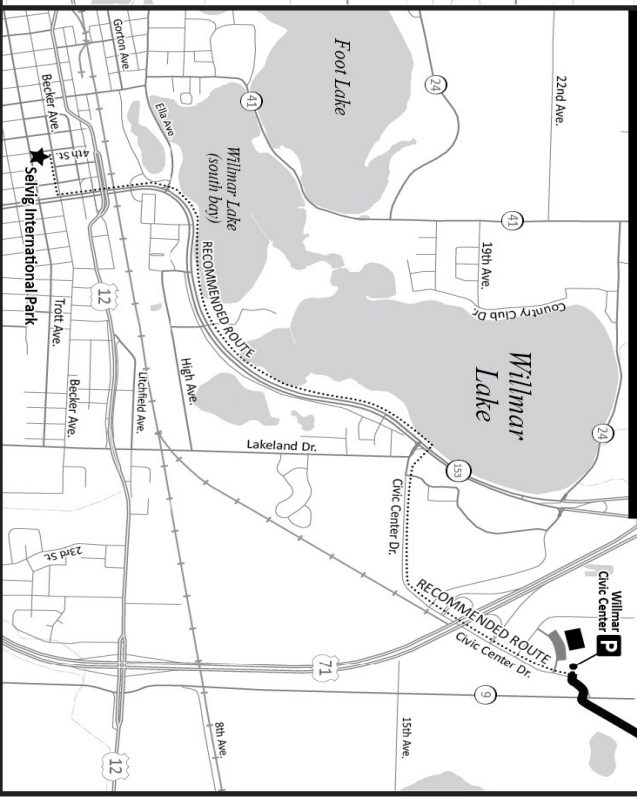 Gorton Ave.
Becker Ave.
4th St.
Selvig International Park
Ella Ave
Foot Lake
24
22nd Ave.
41
Willmar Lake
(south bay)
41
19th Ave.
Country Club Dr.
RECOMMENDED ROUTE
Willmar
Lake
12
Trott Ave.
Becker Ave.
Litchfield Ave.
High Ave.
Lakeland Dr.
24
153
Civic Center Dr.
23rd St.
RECOMMENDED ROUTE
Civic Center Dr.
Willmar
Civic Center
P
71
9
8th Ave.
15th Ave.
12